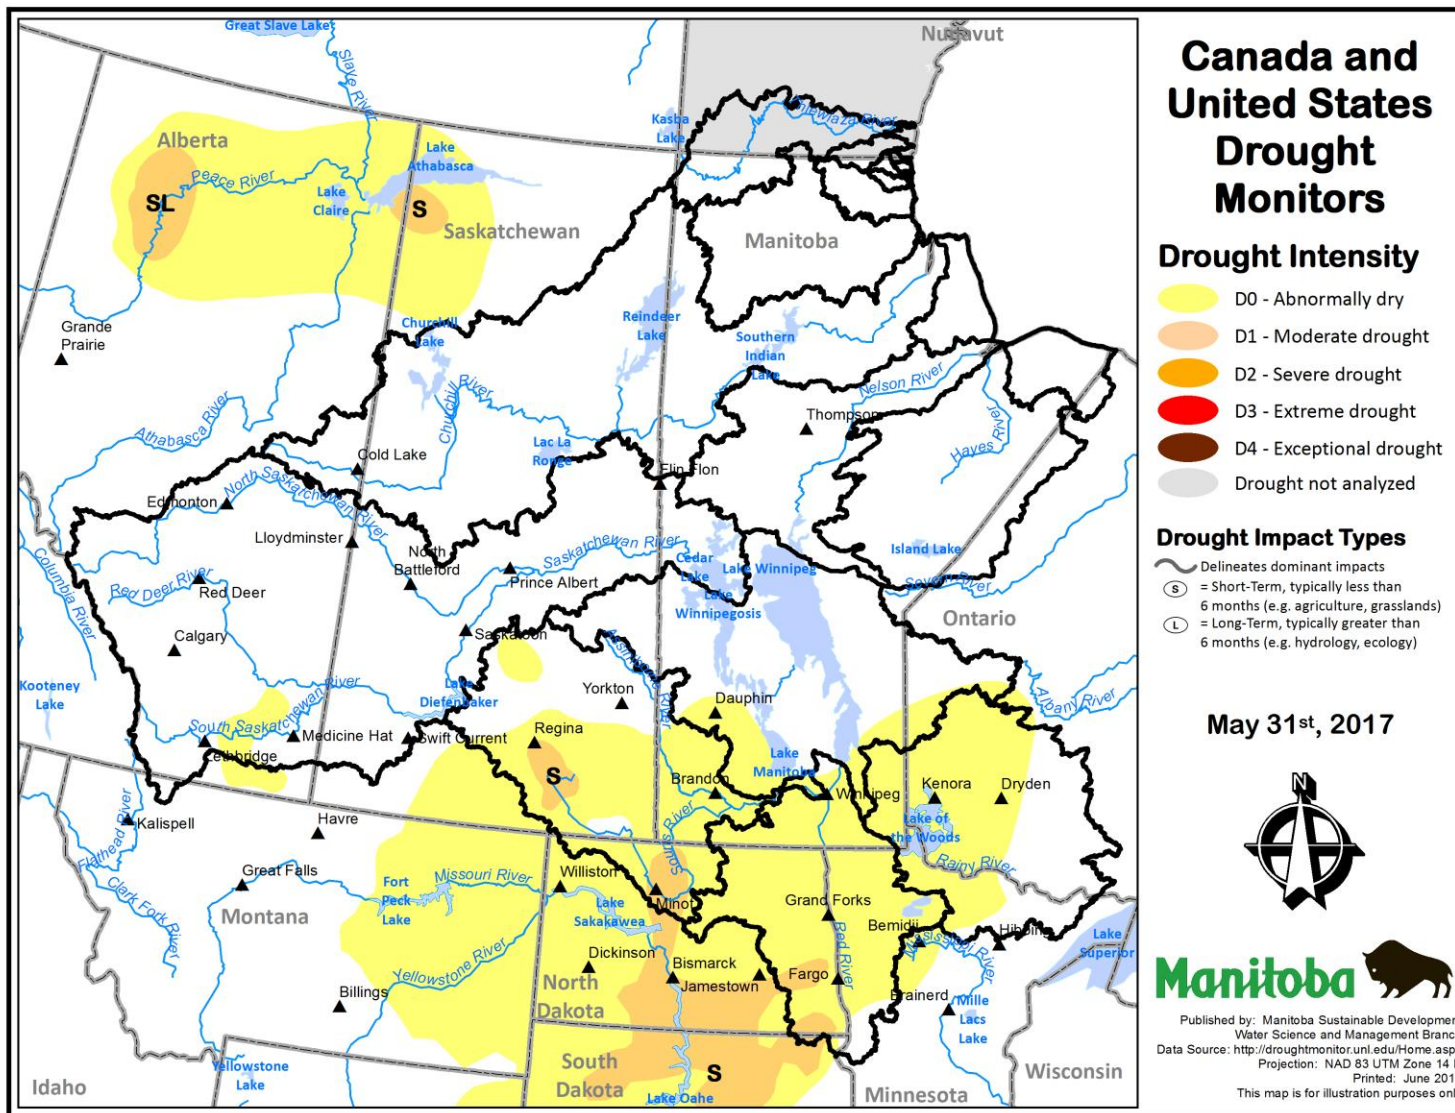 Canada and
United States
Drought
Monitors
Drought Intensity
D0 - Abnormally dry
D1 - Moderate drought
D2 - Severe drought
D3 - Extreme drought
D4 - Exceptional drought
Drought not analyzed
Drought Impact Types
Delineates dominant impacts
S = Short-Term, typically less than
6 months (e.g. agriculture, grasslands)
L = Long-Term, typically greater than
6 months (e.g. hydrology, ecology)
May 31st, 2017
N
Manitoba
Published by: Manitoba Sustainable Developmen
Water Science and Management Branc
Data Source: http://droughtmonitor.unl.edu/Home.asp
Projection: NAD 83 UTM Zone 14
Printed: June 201
This map is for illustration purposes onl
Great Slave Lake
Nunavut
Slave River
Kasba
Lake
Alberta
Lake
Athabasca
Peace River
Lake
Claire
SL
S
Saskatchewan
Manitoba
Grande
Prairie
Churchill
Lake
Reindeer
Lake
Southern
Indian
Lake
Nelson River
Churchill River
Thompson
Hayes River
Athabasca River
Lac La
Ronge
Cold Lake
Flin Flon
Edmonton
North Saskatchewan River
Lloydminster
North
Battleford
Saskatchewan River
Prince Albert
Cedar
Lake
Lake Winnipeg
Island Lake
Severn River
Columbia River
Red Deer River
Red Deer
Lake
Winnipegosis
Ontario
Calgary
Saskatoon
Assiniboine River
Kooteney
Lake
Lake
Diefenbaker
Yorkton
Dauphin
Albany River
South Saskatchewan River
Medicine Hat
Swift Current
Regina
Lethbridge
S
Lake
Manitoba
Brandon
Winnipeg
Kenora
Dryden
Lake of
the Woods
Rainy River
Souris River
Flathead River
Kalispell
Havre
Great Falls
Clark Fork River
Montana
Fort
Peck
Lake
Missouri River
Williston
Lake
Sakakawea
Minot
Grand Forks
Bemidji
Mississippi River
Hibbing
Lake
Superior
Red River
Yellowstone River
Dickinson
Bismarck
Jamestown
Fargo
North
Dakota
Billings
Brainerd
Mille
Lacs
Lake
Yellowstone
Lake
South
Dakota
S
Lake Oahe
Idaho
Minnesota
Wisconsin